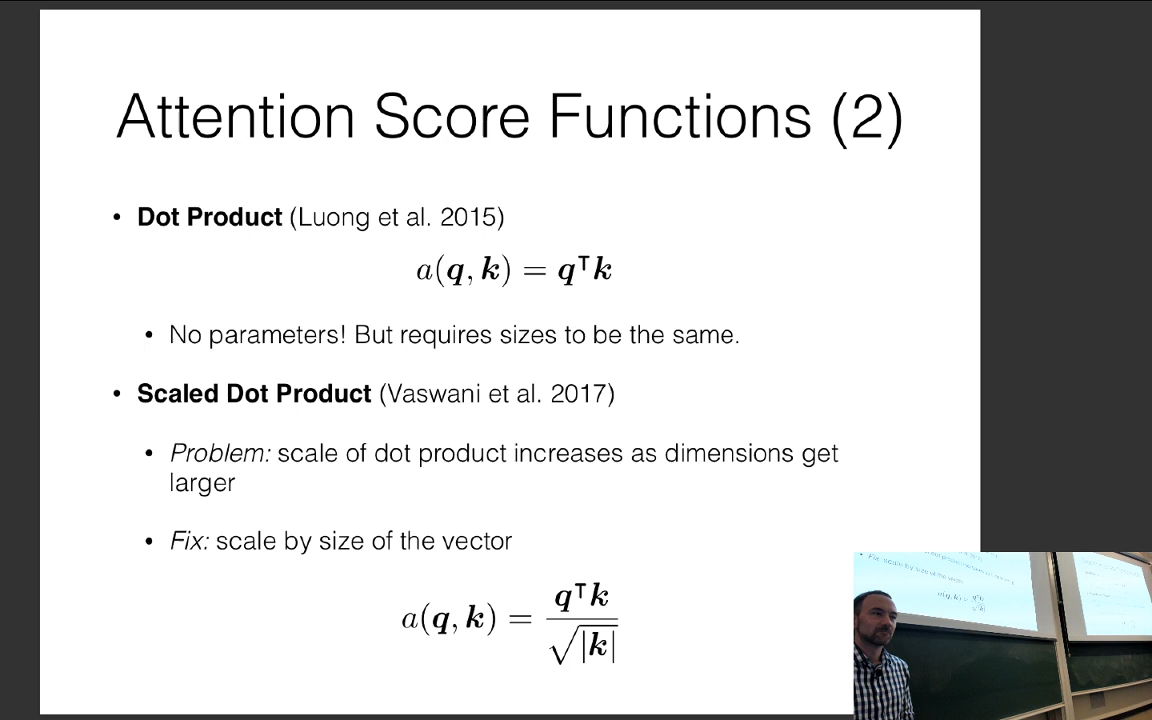 Attention Score Functions (2)
• Dot Product (Luong et al. 2015)
a(q, k) = q⊺k
• No parameters! But requires sizes to be the same.
• Scaled Dot Product (Vaswani et al. 2017)
• Problem: scale of dot product increases as dimensions get
larger
• Fix: scale by size of the vector
a(q, k) = q⊺k / √|k|